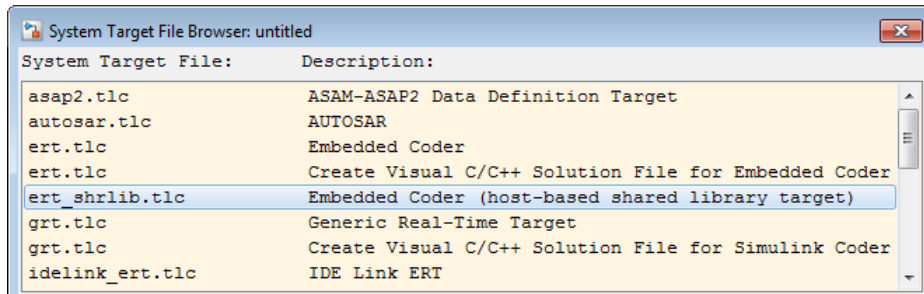 System Target File Browser: untitled
System Target File: Description:
asap2.tlc ASAM-ASAP2 Data Definition Target
autosar.tlc AUTOSAR
ert.tlc Embedded Coder
ert.tlc Create Visual C/C++ Solution File for Embedded Coder
ert_shrlib.tlc Embedded Coder (host-based shared library target)
grt.tlc Generic Real-Time Target
grt.tlc Create Visual C/C++ Solution File for Simulink Coder
idelink_ert.tlc IDE Link ERT